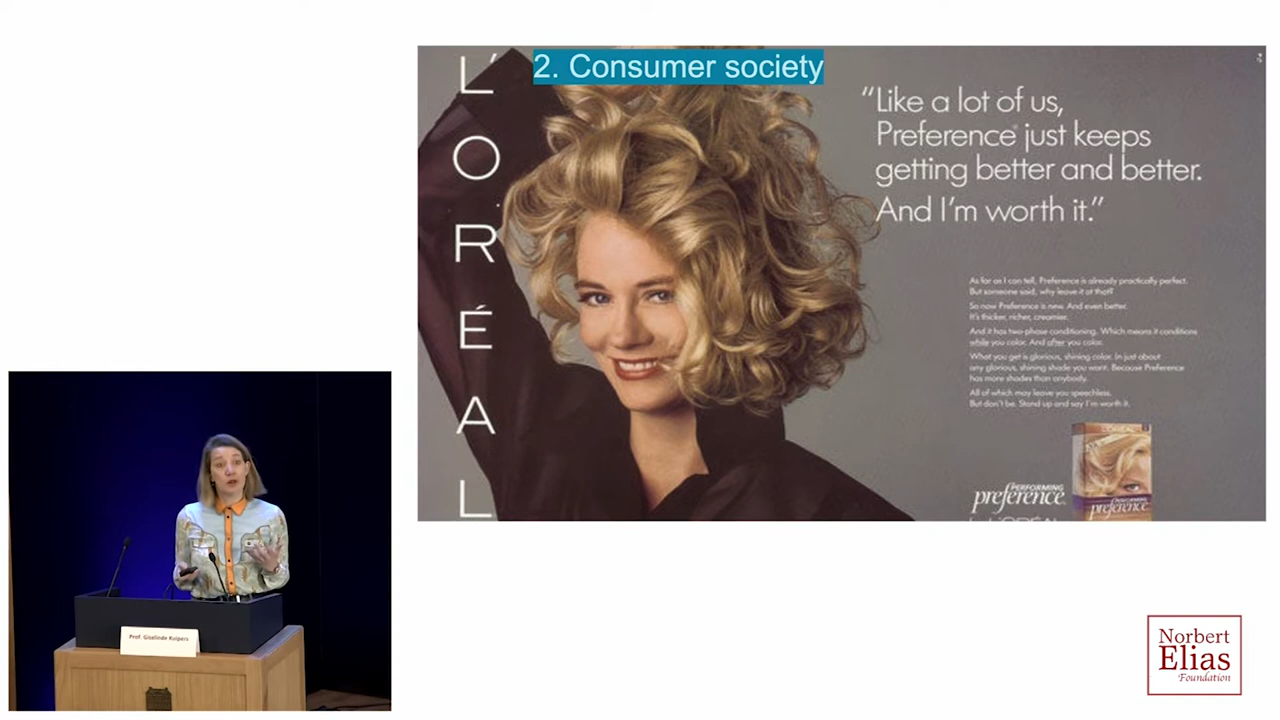 2. Consumer society
L'ORÉAL
“Like a lot of us,
Preference® just keeps
getting better and better.
And I'm worth it.”
As far as I can tell, Preference is already practically perfect.
But someone said, why leave it at that?
So now Preference is new. And even better.
It's thicker, richer, creamier.
And it has two-phase conditioning. Which means it conditions
while you color. And after you color.
What you get is glorious, shining color. In just about
any glorious, shining shade you want. Because Preference
has more shades than anybody.
All of which may leave you speechless.
But don't be. Stand up and say I'm worth it.
PERFORMING
preference
L'ORÉAL
L'ORÉAL
PERFORMING
preference
Prof. Giselinde Kuipers
Norbert
Elias
Foundation